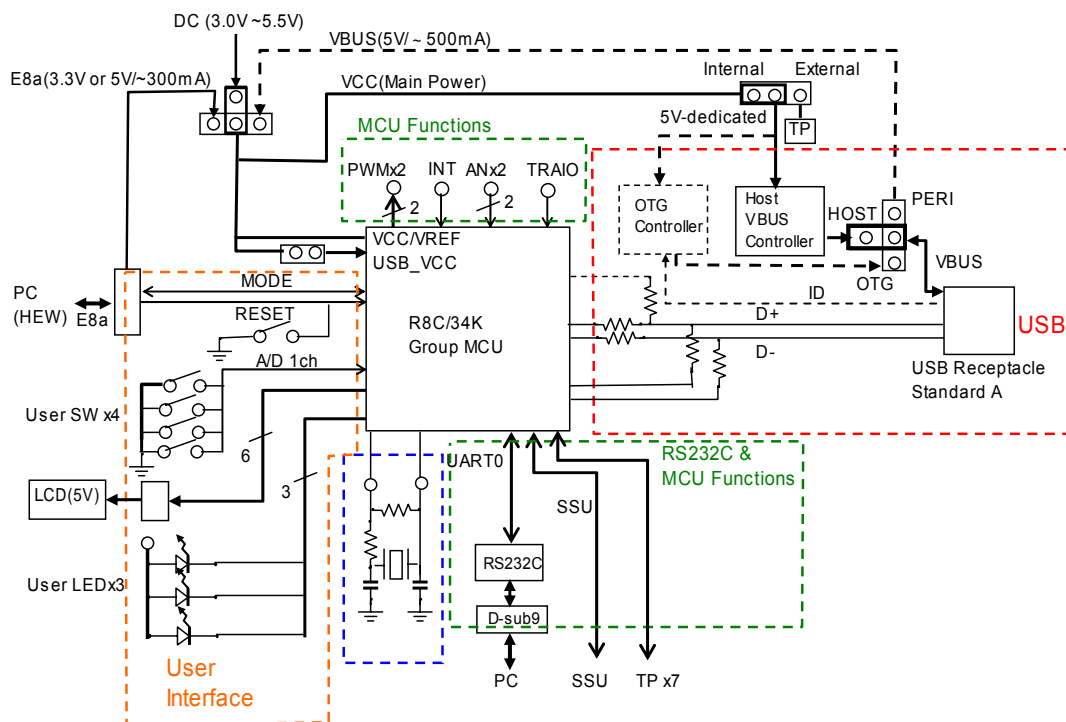 DC (3.0V ~5.5V)
VBUS(5V/ ~ 500mA)
E8a(3.3V or 5V/~300mA)
VCC(Main Power)
Internal
External
5V-dedicated
TP
MCU Functions
PWMx2
INT
ANx2
TRAIO
2
2
OTG
Controller
Host
VBUS
Controller
HOST
PERI
OTG
VBUS
VCC/VREF
USB_VCC
MODE
PC
(HEW)
E8a
RESET
R8C/34K
Group MCU
ID
D+
D-
USB
USB Receptacle
Standard A
A/D 1ch
User SW x4
6
3
LCD(5V)
User LEDx3
UART0
SSU
RS232C &
MCU Functions
RS232C
D-sub9
User
Interface
PC
SSU
TP x7